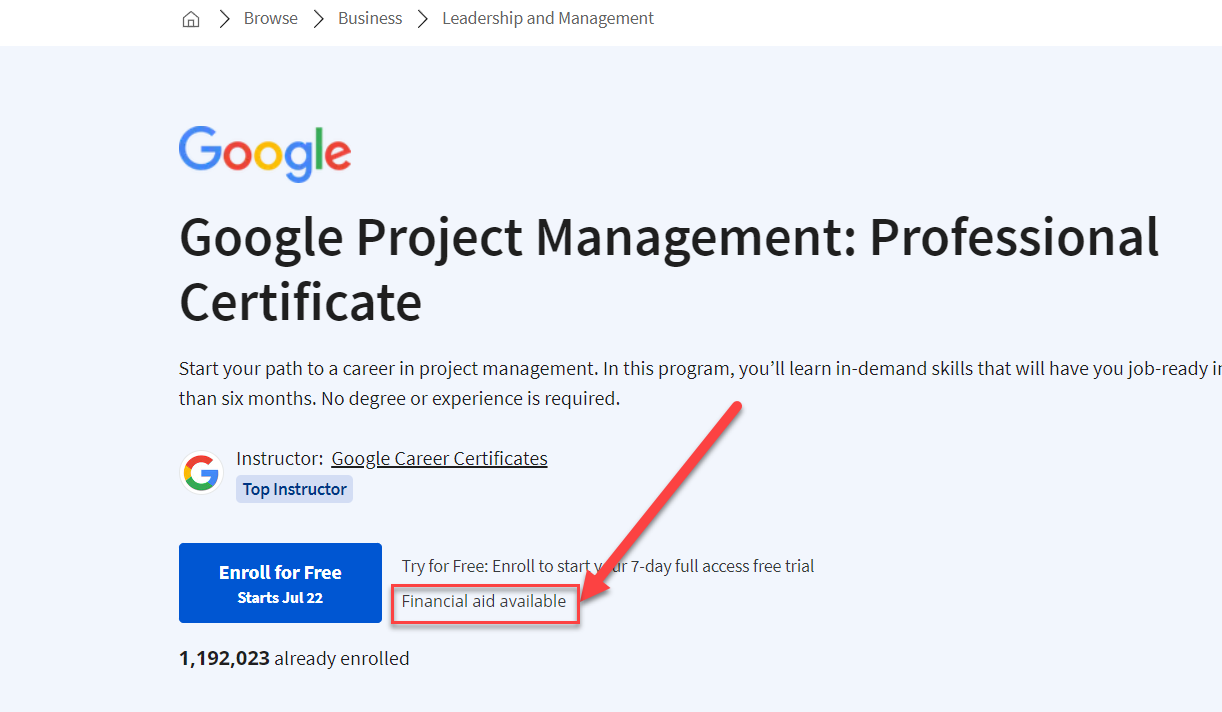 Browse > Business > Leadership and Management
Google
Google Project Management: Professional
Certificate
Start your path to a career in project management. In this program, you’ll learn in-demand skills that will have you job-ready in
than six months. No degree or experience is required.
Instructor: Google Career Certificates
Top Instructor
Enroll for Free
Starts Jul 22
Try for Free: Enroll to start your 7-day full access free trial
Financial aid available
1,192,023 already enrolled